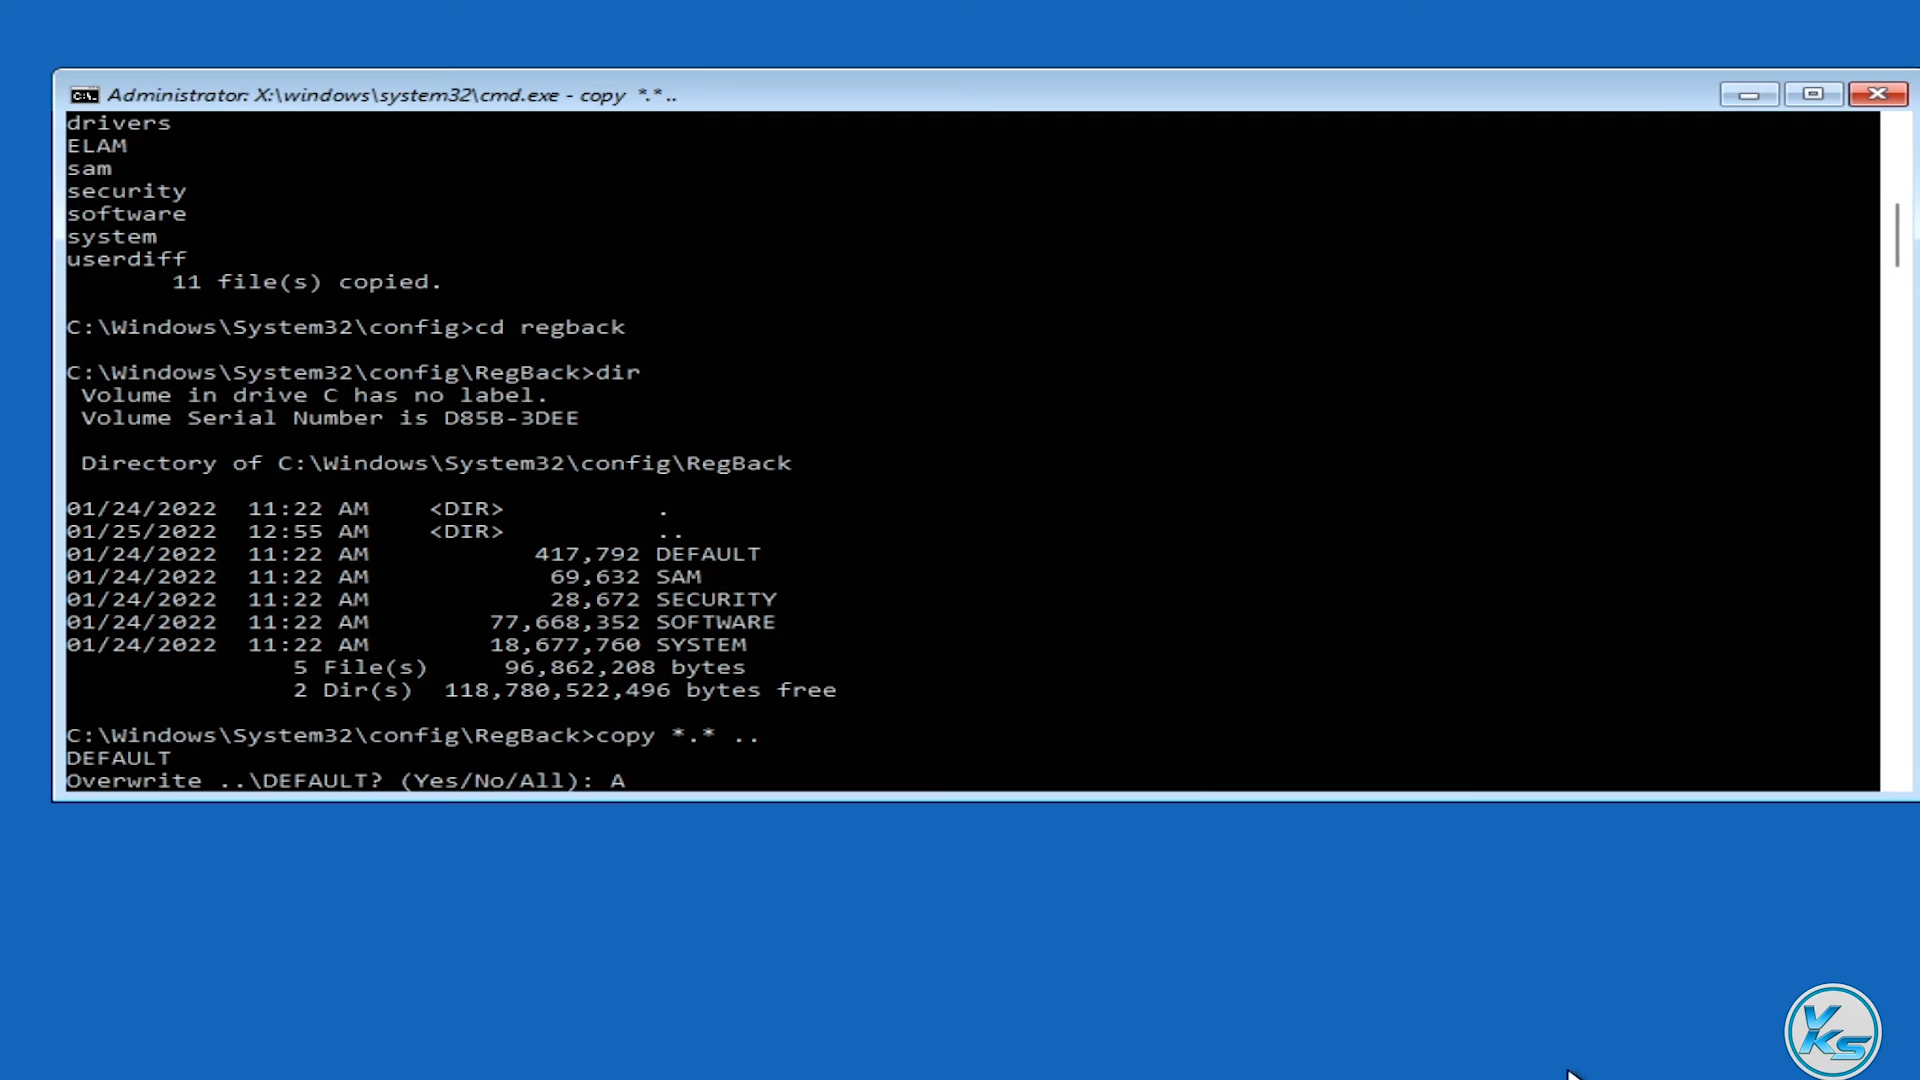 Administrator: X:\windows\system32\cmd.exe - copy *.* ..
drivers
ELAM
sam
security
software
system
userdiff
11 file(s) copied.
C:\Windows\System32\config>cd regback
C:\Windows\System32\config\RegBack>dir
Volume in drive C has no label.
Volume Serial Number is D85B-3DEE
Directory of C:\Windows\System32\config\RegBack
01/24/2022 11:22 AM <DIR> .
01/25/2022 12:55 AM <DIR> ..
01/24/2022 11:22 AM 417,792 DEFAULT
01/24/2022 11:22 AM 69,632 SAM
01/24/2022 11:22 AM 28,672 SECURITY
01/24/2022 11:22 AM 77,668,352 SOFTWARE
01/24/2022 11:22 AM 18,677,760 SYSTEM
5 File(s) 96,862,208 bytes
2 Dir(s) 118,780,522,496 bytes free
C:\Windows\System32\config\RegBack>copy *.* ..
DEFAULT
Overwrite ..\DEFAULT? (Yes/No/All): A
VKS